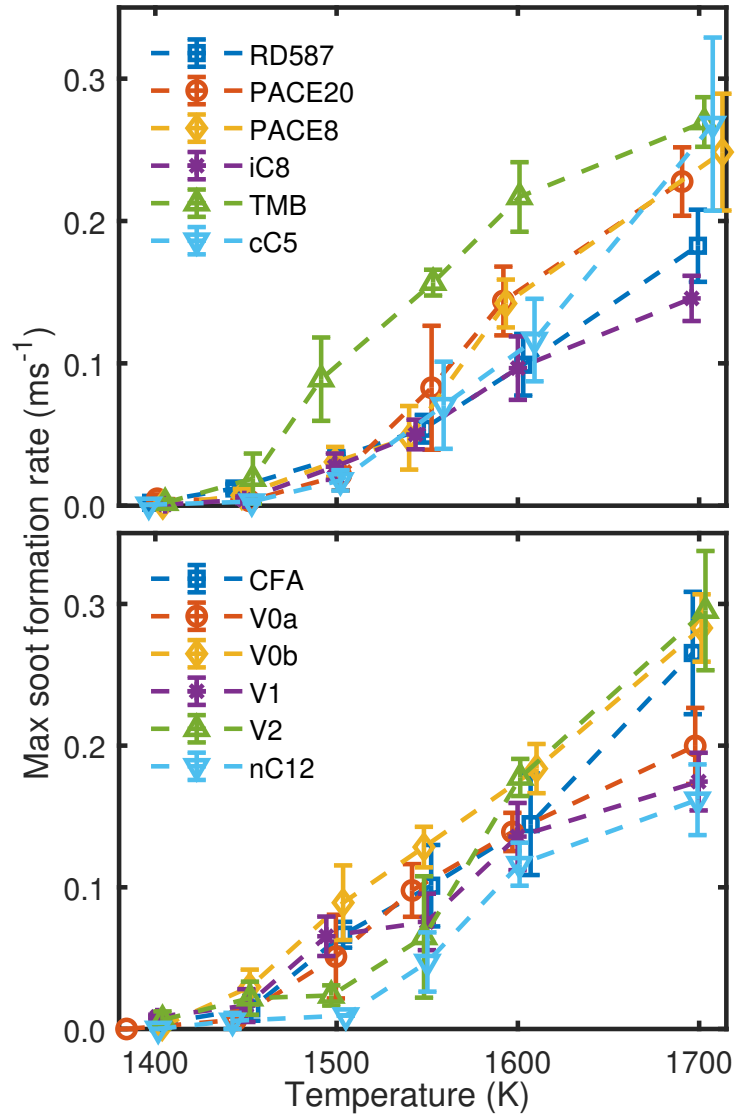 0.3
0.2
0.1
0.0
RD587
PACE20
PACE8
iC8
TMB
cC5
Max soot formation rate (ms⁻¹)
0.3
0.2
0.1
0.0
CFA
V0a
V0b
V1
V2
nC12
1400
1500
1600
1700
Temperature (K)